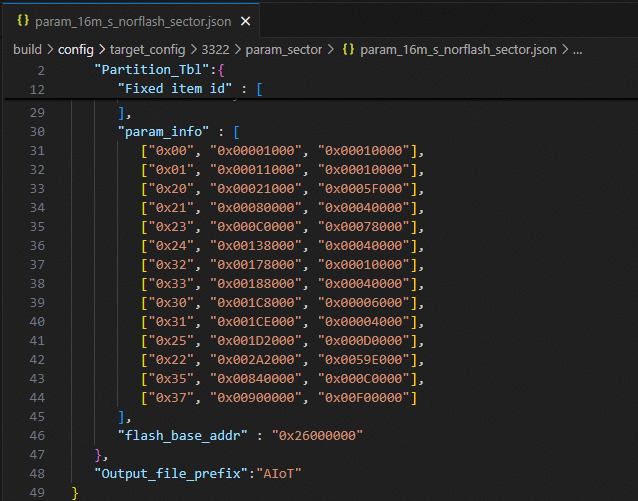 {} param_16m_s_norflash_sector.json ×
build > config > target_config > 3322 > param_sector > {} param_16m_s_norflash_sector.json > ...
2 "Partition_Tbl":{
12 "Fixed item id" : [
29 ],
30 "param_info" : [
31 ["0x00", "0x00001000", "0x00010000"],
32 ["0x01", "0x00011000", "0x00010000"],
33 ["0x20", "0x00021000", "0x0005F000"],
34 ["0x21", "0x00080000", "0x00040000"],
35 ["0x23", "0x000C0000", "0x00078000"],
36 ["0x24", "0x00138000", "0x00040000"],
37 ["0x32", "0x00178000", "0x00010000"],
38 ["0x33", "0x00188000", "0x00040000"],
39 ["0x30", "0x001C8000", "0x00006000"],
40 ["0x31", "0x001CE000", "0x00004000"],
41 ["0x25", "0x001D2000", "0x000D0000"],
42 ["0x22", "0x002A2000", "0x0059E000"],
43 ["0x35", "0x00840000", "0x000C0000"],
44 ["0x37", "0x00900000", "0x00F00000"]
45 ],
46 "flash_base_addr" : "0x26000000"
47 },
48 "Output_file_prefix":"AIoT"
49 }